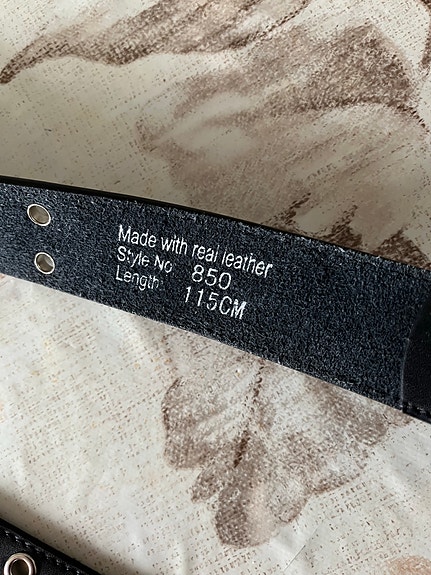 Made with real leather
Style No 850
Length 115CM